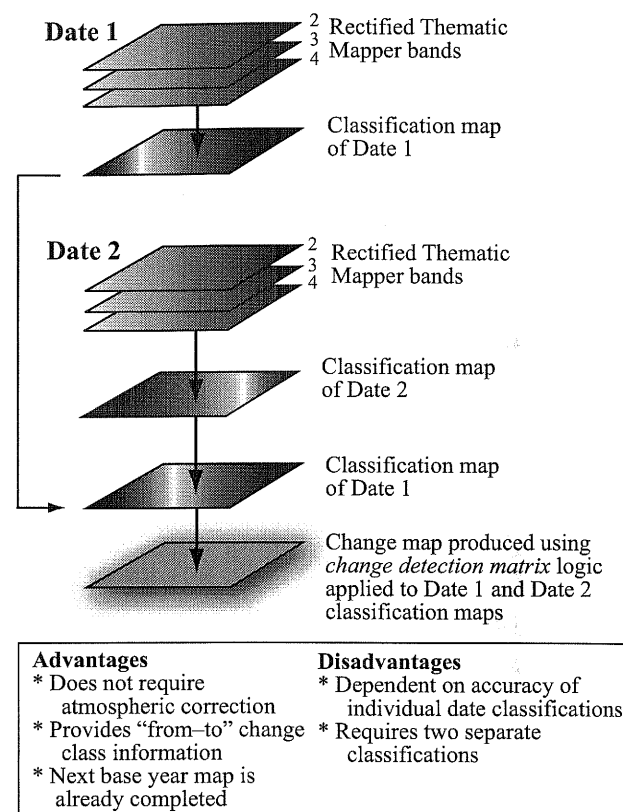 Date 1
2
3
4
Rectified Thematic
Mapper bands
Classification map
of Date 1
Date 2
2
3
4
Rectified Thematic
Mapper bands
Classification map
of Date 2
Classification map
of Date 1
Change map produced using
change detection matrix logic
applied to Date 1 and Date 2
classification maps
Advantages
* Does not require
atmospheric correction
* Provides “from–to” change
class information
* Next base year map is
already completed
Disadvantages
* Dependent on accuracy of
individual date classifications
* Requires two separate
classifications